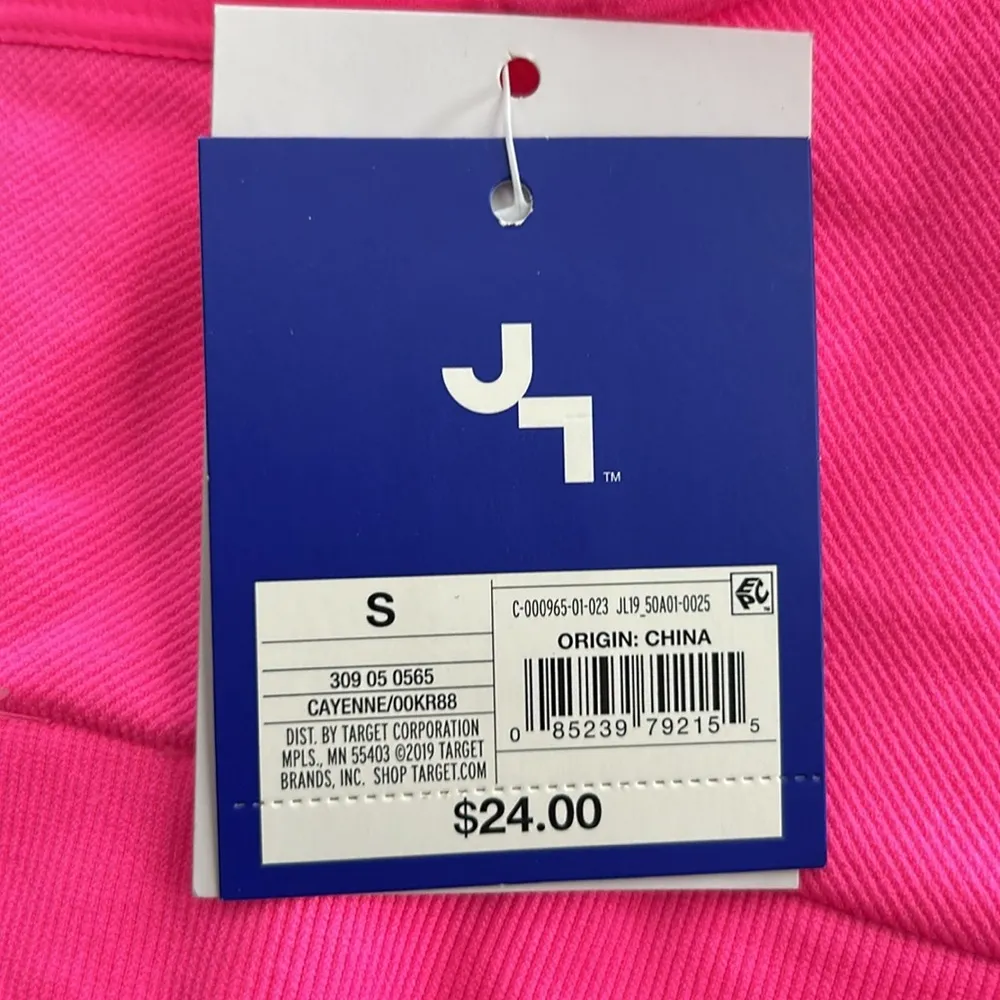 J
L
TM
S
309 05 0565
CAYENNE/00KR88
DIST. BY TARGET CORPORATION
MPLS., MN 55403 ©2019 TARGET
BRANDS, INC. SHOP TARGET.COM
C-000965-01-023 JL19_50A01-0025
EPC
TM
ORIGIN: CHINA
0 85239 79215 5
$24.00